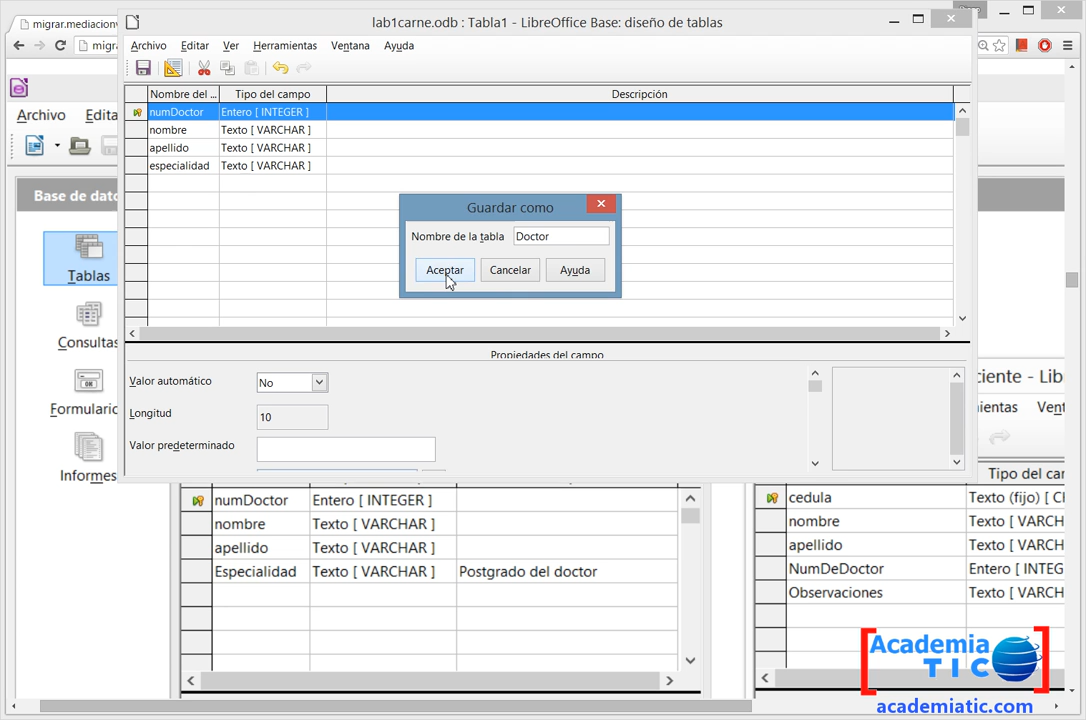 lab1carne.odb : Tabla1 - LibreOffice Base: diseño de tablas
migrar.mediacion
Archivo Editar Ver Herramientas Ventana Ayuda
Archivo
Nombre del ... Tipo del campo Descripción
numDoctor Entero [ INTEGER ]
nombre Texto [ VARCHAR ]
apellido Texto [ VARCHAR ]
especialidad Texto [ VARCHAR ]
Base de
Tablas
Consultas
Informes
Guardar como
Nombre de la tabla Doctor
Aceptar Cancelar Ayuda
Propiedades del campo
Valor automático No
Longitud 10
Valor predeterminado
numDoctor Entero [ INTEGER ]
nombre Texto [ VARCHAR ]
apellido Texto [ VARCHAR ]
Especialidad Texto [ VARCHAR ] Postgrado del doctor
ciente - Lib
ientas Vent
Tipo del car
cedula Texto (fijo) [ C
nombre Texto [ VARCH
apellido Texto [ VARCH
NumDeDoctor Entero [ INTEG
Observaciones Texto [ VARCH
Academia
TIC
academiatic.com